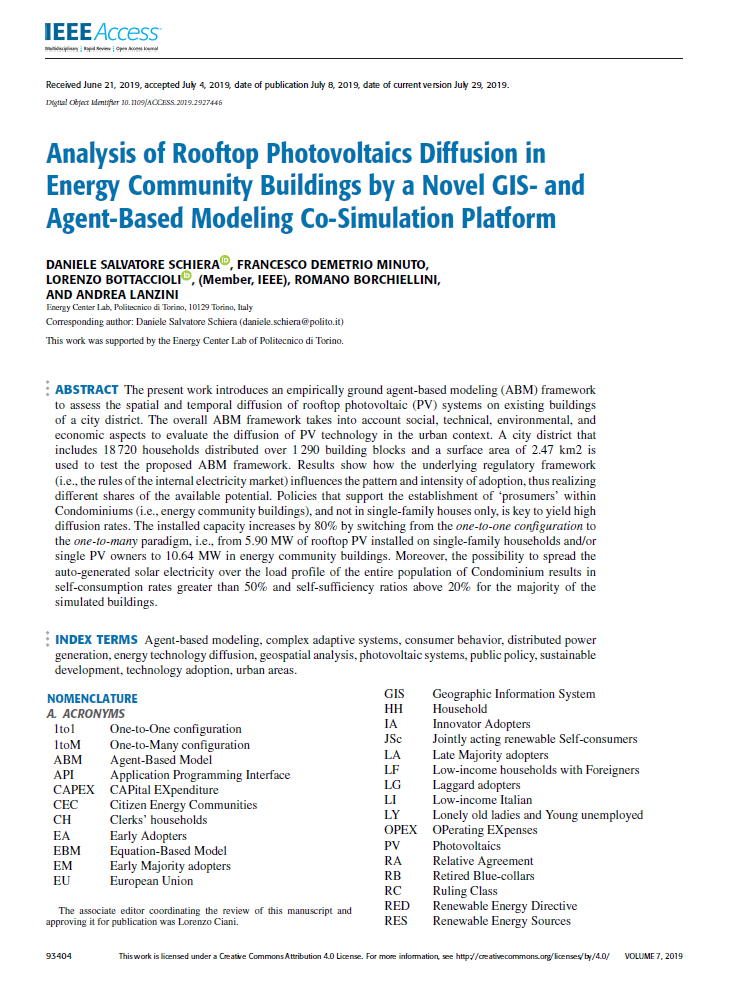 IEEE Access
Multidisciplinary | Rapid Review | Open Access Journal
Received June 21, 2019, accepted July 4, 2019, date of publication July 8, 2019, date of current version July 29, 2019.
Digital Object Identifier 10.1109/ACCESS.2019.2927446
Analysis of Rooftop Photovoltaics Diffusion in
Energy Community Buildings by a Novel GIS- and
Agent-Based Modeling Co-Simulation Platform
DANIELE SALVATORE SCHIERA iD, FRANCESCO DEMETRIO MINUTO,
LORENZO BOTTACCIOLI iD, (Member, IEEE), ROMANO BORCHIELLINI,
AND ANDREA LANZINI
Energy Center Lab, Politecnico di Torino, 10129 Torino, Italy
Corresponding author: Daniele Salvatore Schiera (daniele.schiera@polito.it)
This work was supported by the Energy Center Lab of Politecnico di Torino.
ABSTRACT The present work introduces an empirically ground agent-based modeling (ABM) framework
to assess the spatial and temporal diffusion of rooftop photovoltaic (PV) systems on existing buildings
of a city district. The overall ABM framework takes into account social, technical, environmental, and
economic aspects to evaluate the diffusion of PV technology in the urban context. A city district that
includes 18 720 households distributed over 1 290 building blocks and a surface area of 2.47 km2 is
used to test the proposed ABM framework. Results show how the underlying regulatory framework
(i.e., the rules of the internal electricity market) influences the pattern and intensity of adoption, thus realizing
different shares of the available potential. Policies that support the establishment of ‘prosumers’ within
Condominiums (i.e., energy community buildings), and not in single-family houses only, is key to yield high
diffusion rates. The installed capacity increases by 80% by switching from the one-to-one configuration to
the one-to-many paradigm, i.e., from 5.90 MW of rooftop PV installed on single-family households and/or
single PV owners to 10.64 MW in energy community buildings. Moreover, the possibility to spread the
auto-generated solar electricity over the load profile of the entire population of Condominium results in
self-consumption rates greater than 50% and self-sufficiency ratios above 20% for the majority of the
simulated buildings.
INDEX TERMS Agent-based modeling, complex adaptive systems, consumer behavior, distributed power
generation, energy technology diffusion, geospatial analysis, photovoltaic systems, public policy, sustainable
development, technology adoption, urban areas.
NOMENCLATURE
A. ACRONYMS
1to1 One-to-One configuration
1toM One-to-Many configuration
ABM Agent-Based Model
API Application Programming Interface
CAPEX CAPital EXpenditure
CEC Citizen Energy Communities
CH Clerks’ households
EA Early Adopters
EBM Equation-Based Model
EM Early Majority adopters
EU European Union
The associate editor coordinating the review of this manuscript and
approving it for publication was Lorenzo Ciani.
GIS Geographic Information System
HH Household
IA Innovator Adopters
JSc Jointly acting renewable Self-consumers
LA Late Majority adopters
LF Low-income households with Foreigners
LG Laggard adopters
LI Low-income Italian
LY Lonely old ladies and Young unemployed
OPEX OPerating EXpenses
PV Photovoltaics
RA Relative Agreement
RB Retired Blue-collars
RC Ruling Class
RED Renewable Energy Directive
RES Renewable Energy Sources
93404 This work is licensed under a Creative Commons Attribution 4.0 License. For more information, see http://creativecommons.org/licenses/by/4.0/ VOLUME 7, 2019